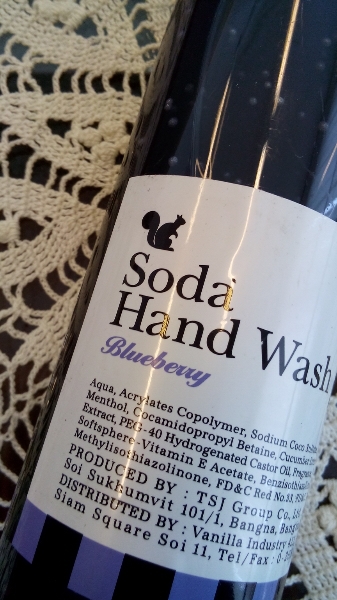 Soda
Hand Wash
Blueberry
Aqua, Acrylates Copolymer, Sodium Coco
Menthol, Cocamidopropyl Betaine, Cucumber
Extract, PEG-40 Hydrogenated Castor Oil,
Softsphere-Vitamin E Acetate,
Methylisothiazolinone, FD&C Red No.33,
PRODUCED BY : TSJ Group Co., Ltd.
Soi Sukhumvit 101/1, Bangna,
DISTRIBUTED BY : Vanilla Industry
Siam Square Soi 11, Tel/Fax :